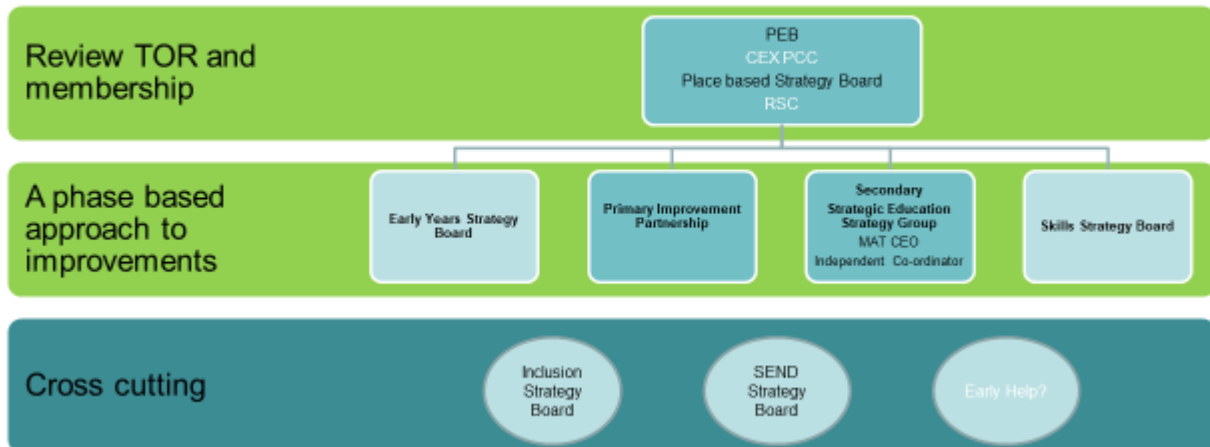 Review TOR and
membership
PEB
CEX PCC
Place based Strategy Board
RSC
A phase based
approach to
improvements
Early Years Strategy
Board
Primary Improvement
Partnership
Secondary
Strategic Education
Strategy Group
MAT CEO
Independent Co-ordinator
Skills Strategy Board
Cross cutting
Inclusion
Strategy
Board
SEND
Strategy
Board
Early Help?